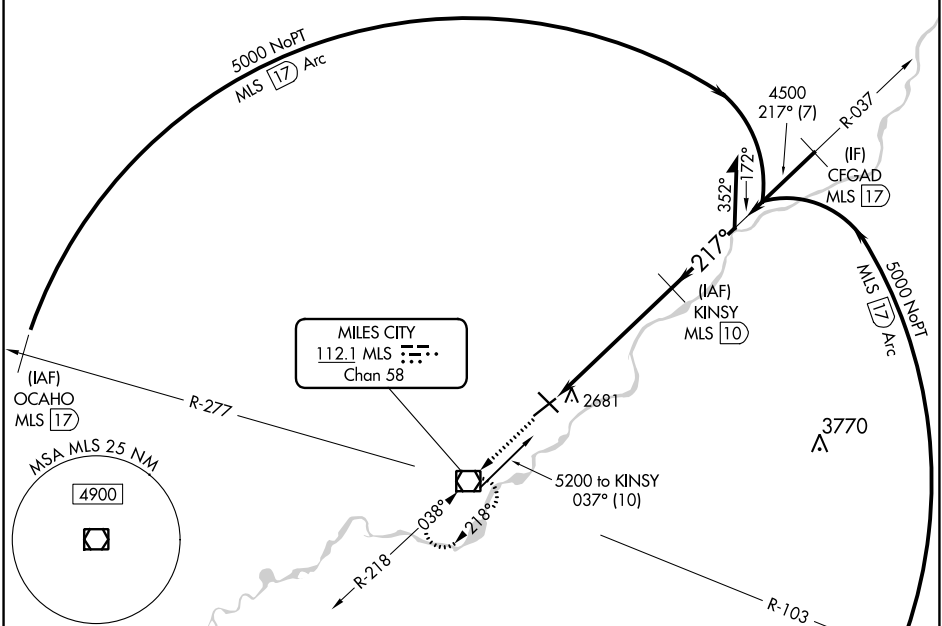 5000 NoPT
MLS 17 Arc
4500
217° (7)
R-037
(IF)
CFGAD
MLS 17
352°
172°
217°
5000 NoPT
MLS 17 Arc
(IAF)
KINSY
MLS 10
MILES CITY
112.1 MLS
Chan 58
(IAF)
OCAHO
MLS 17
R-277
2681
3770
MSA MLS 25 NM
4900
5200 to KINSY
037° (10)
038°
218°
R-218
R-103